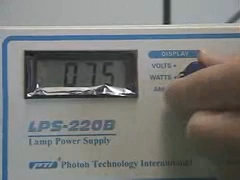 075
DISPLAY
VOLTS
WATTS
LPS-220B
Lamp Power Supply
PTI Photon Technology International